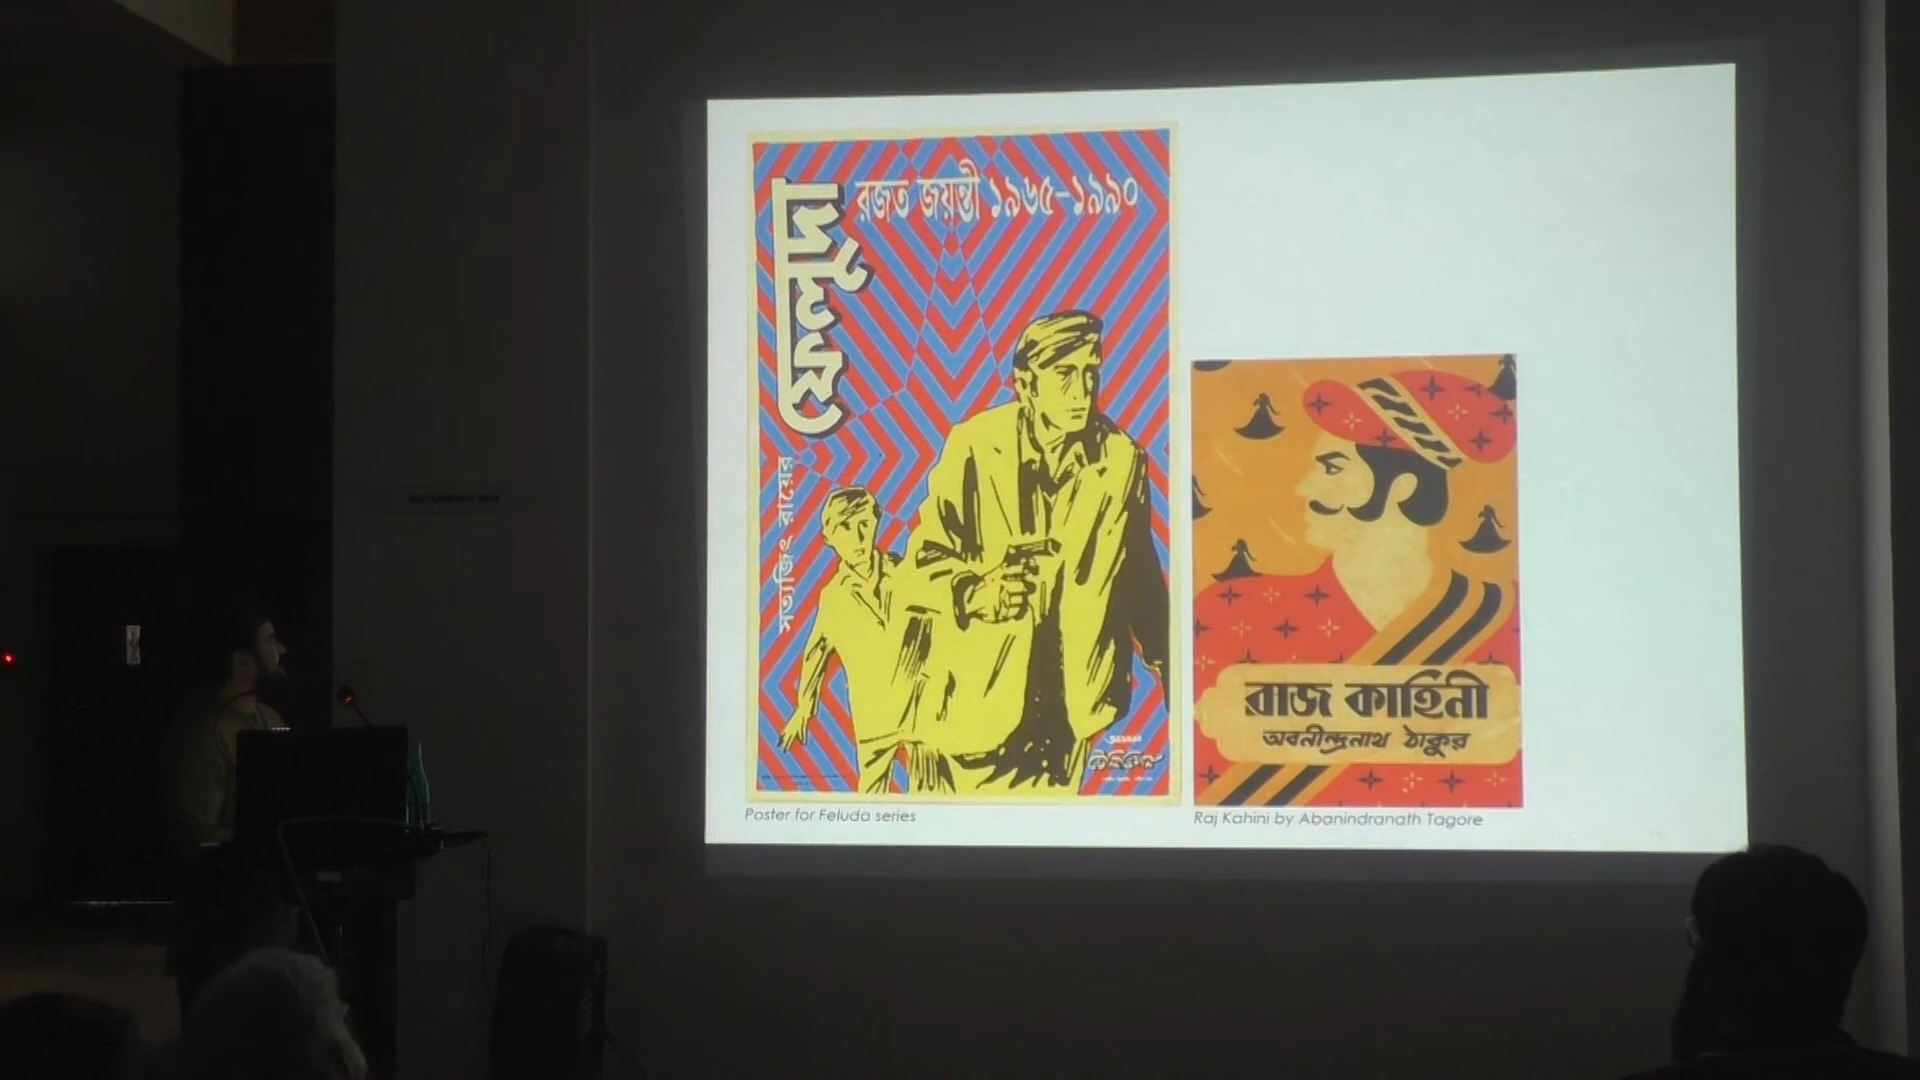 ফেলুদা
রজত জয়ন্তী ১৯৬৫-১৯৯০
সত্যজিৎ রায়ের
রাজ কাহিনী
অবনীন্দ্রনাথ ঠাকুর
Poster for Feluda series
Raj Kahini by Abanindranath Tagore